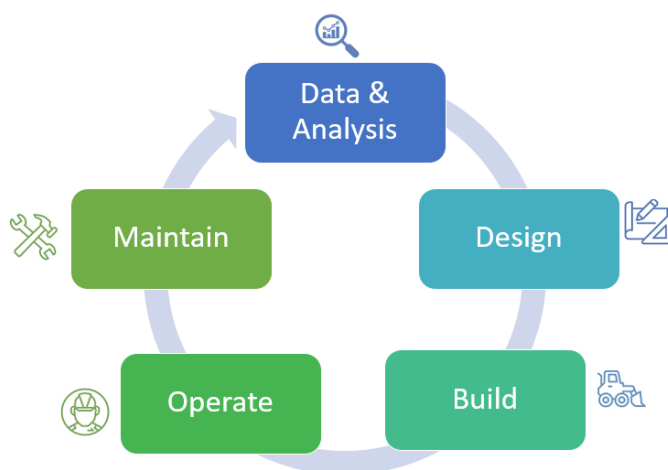 Data &
Analysis
Design
Build
Operate
Maintain